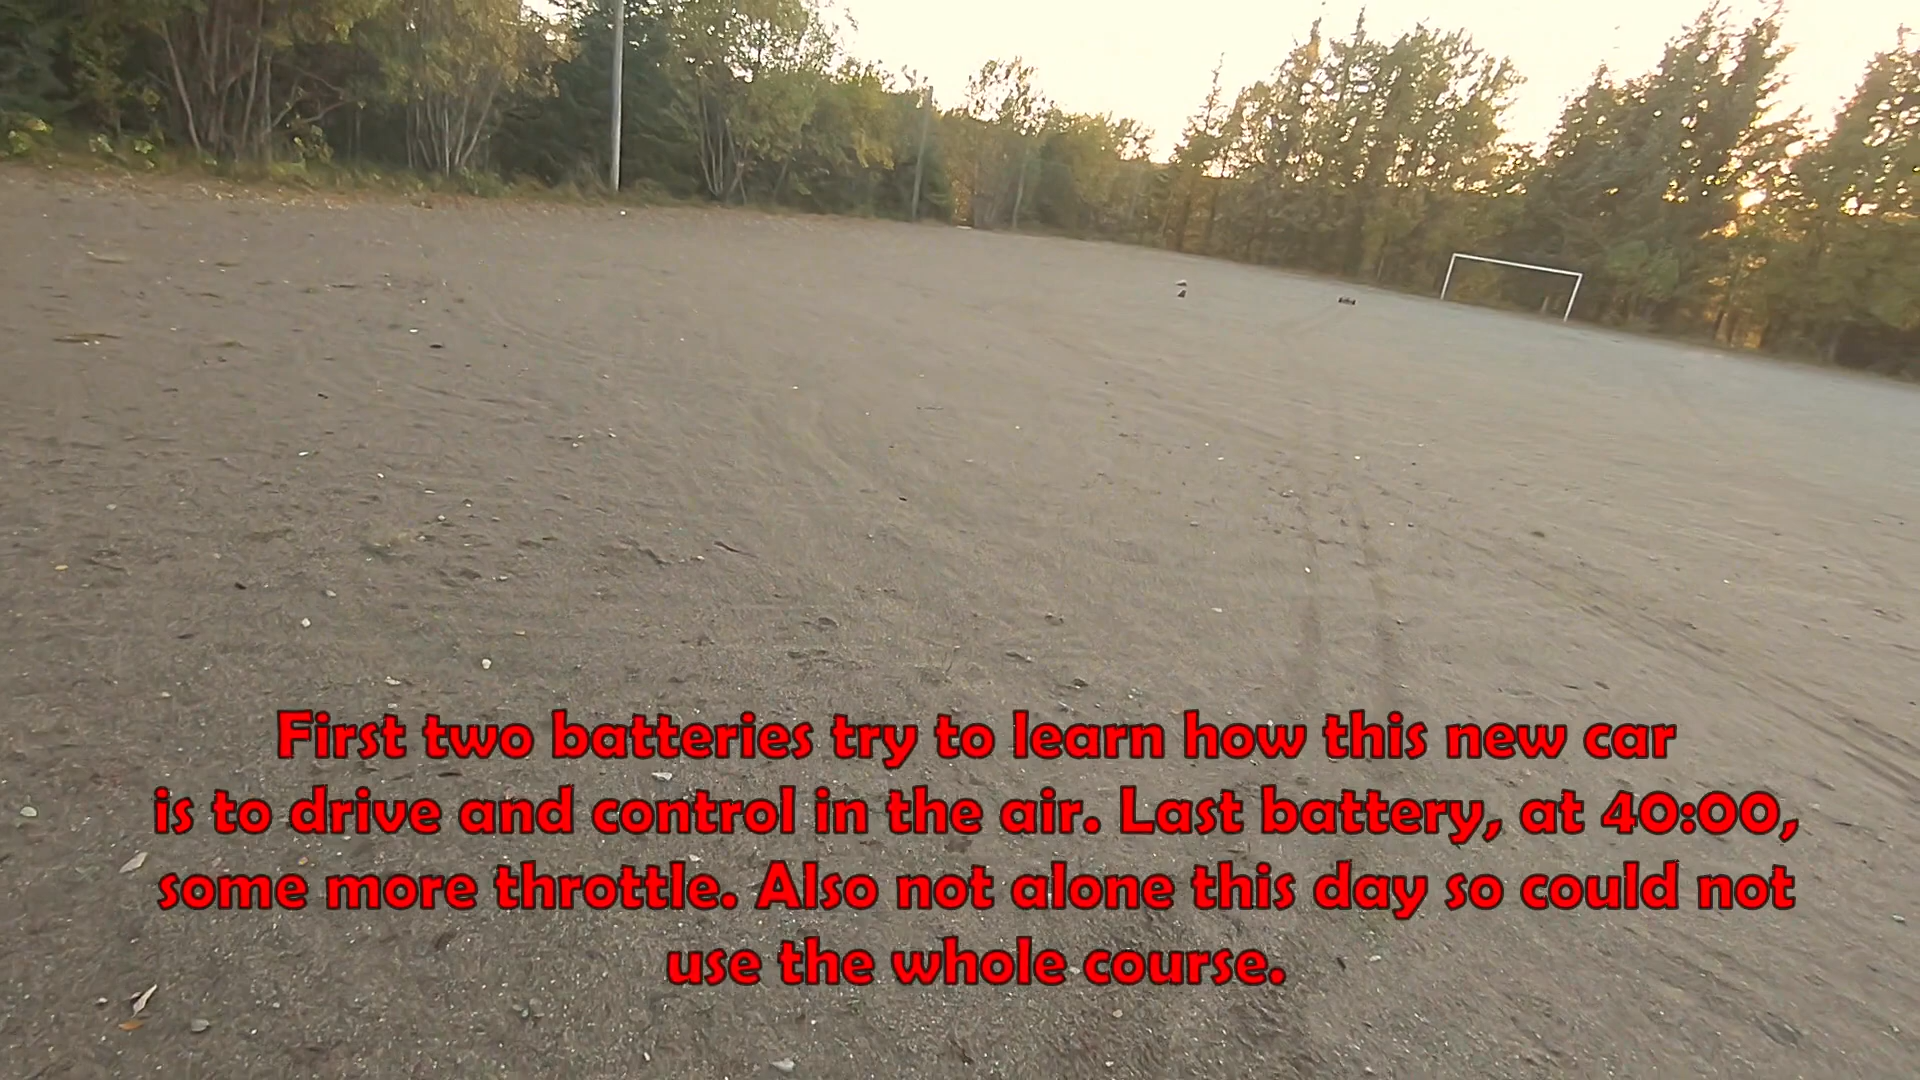 First two batteries try to learn how this new car
is to drive and control in the air. Last battery, at 40:00,
some more throttle. Also not alone this day so could not
use the whole course.